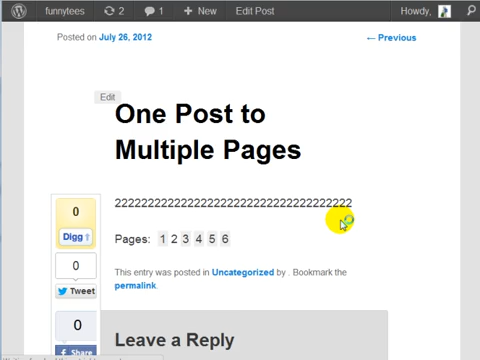 funnytees 2 1 + New Edit Post Howdy,
Posted on July 26, 2012 ← Previous
Edit
One Post to
Multiple Pages
222222222222222222222222222222222222
0
Digg
Pages: 1 2 3 4 5 6
0
Tweet
This entry was posted in Uncategorized by . Bookmark the
permalink.
0
Share
Leave a Reply